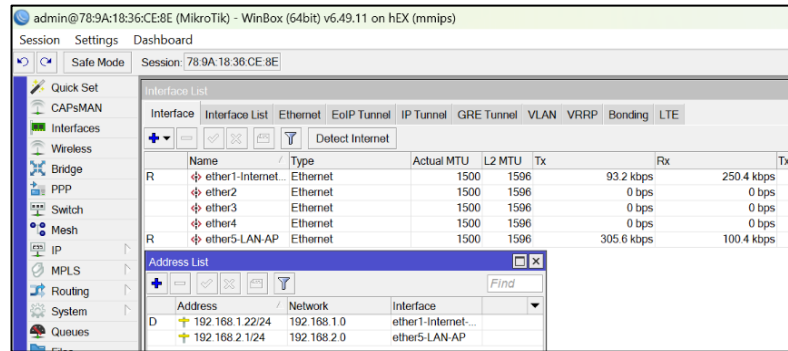 admin@78:9A:18:36:CE:8E (MikroTik) - WinBox (64bit) v6.49.11 on hEX (mmips)
Session Settings Dashboard
Safe Mode Session: 78:9A:18:36:CE:8E
Quick Set
CAPsMAN
Interfaces
Wireless
Bridge
PPP
Switch
Mesh
IP
MPLS
Routing
System
Queues
Interface List
Interface Interface List Ethernet EoIP Tunnel IP Tunnel GRE Tunnel VLAN VRRP Bonding LTE
Detect Internet
Name Type Actual MTU L2 MTU Tx Rx
R ether1-Internet... Ethernet 1500 1596 93.2 kbps 250.4 kbps
ether2 Ethernet 1500 1596 0 bps 0 bps
ether3 Ethernet 1500 1596 0 bps 0 bps
ether4 Ethernet 1500 1596 0 bps 0 bps
R ether5-LAN-AP Ethernet 1500 1596 305.6 kbps 100.4 kbps
Address List
Find
Address Network Interface
D 192.168.1.22/24 192.168.1.0 ether1-Internet-...
192.168.2.1/24 192.168.2.0 ether5-LAN-AP